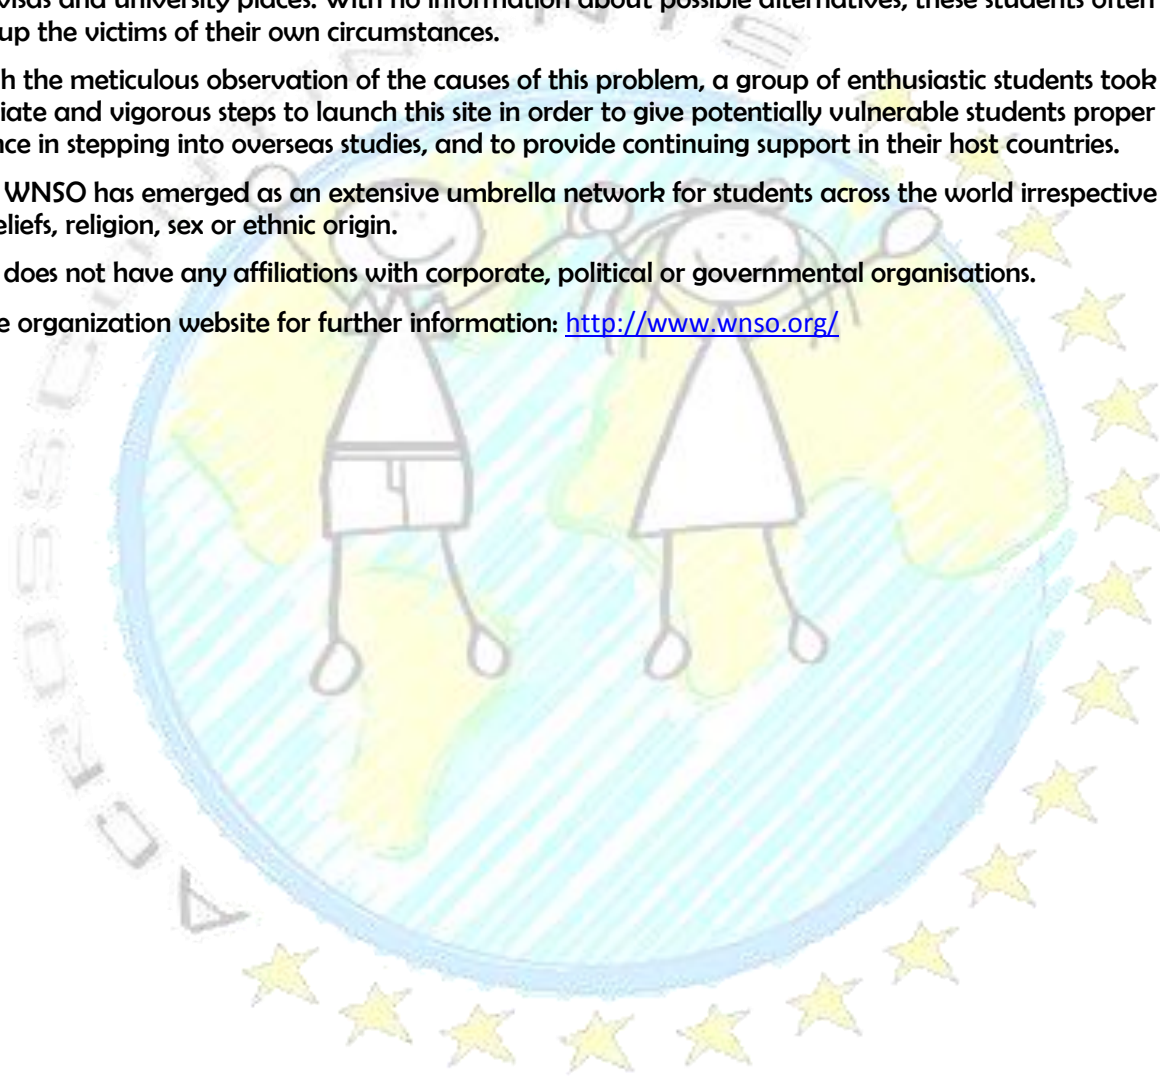 visas and university places. With no information about possible alternatives, these students often
up the victims of their own circumstances.
h the meticulous observation of the causes of this problem, a group of enthusiastic students took
iate and vigorous steps to launch this site in order to give potentially vulnerable students proper
nce in stepping into overseas studies, and to provide continuing support in their host countries.
WNSO has emerged as an extensive umbrella network for students across the world irrespective
eliefs, religion, sex or ethnic origin.
does not have any affiliations with corporate, political or governmental organisations.
e organization website for further information: http://www.wnso.org/
ACROSS